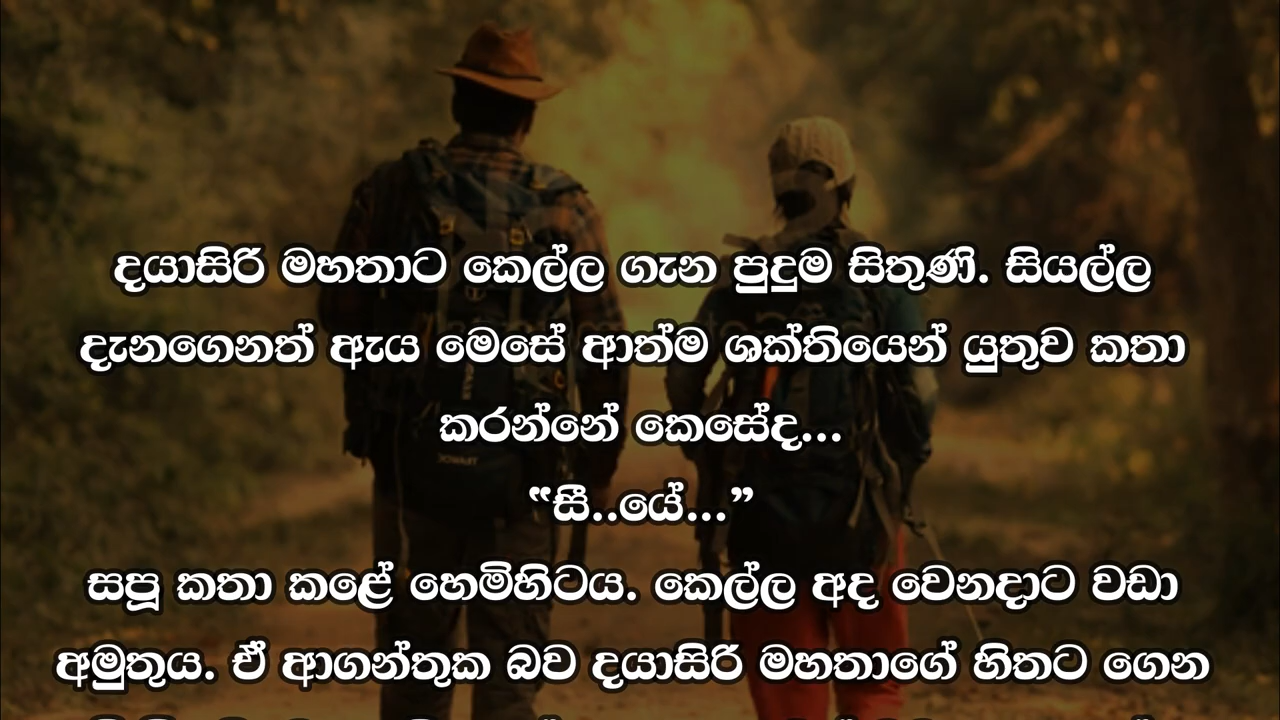 දයාසිරි මහතාට කෙල්ල ගැන පුදුම සිතුණි. සියල්ල
දැනගෙනත් ඇය මෙසේ ආත්ම ශක්තියෙන් යුතුව කතා
කරන්නේ කෙසේද...
“සී..යේ...”
සපූ කතා කළේ හෙමිහිටය. කෙල්ල අද වෙනදාට වඩා
අමුතුය. ඒ ආගන්තුක බව දයාසිරි මහතාගේ හිතට ගෙන